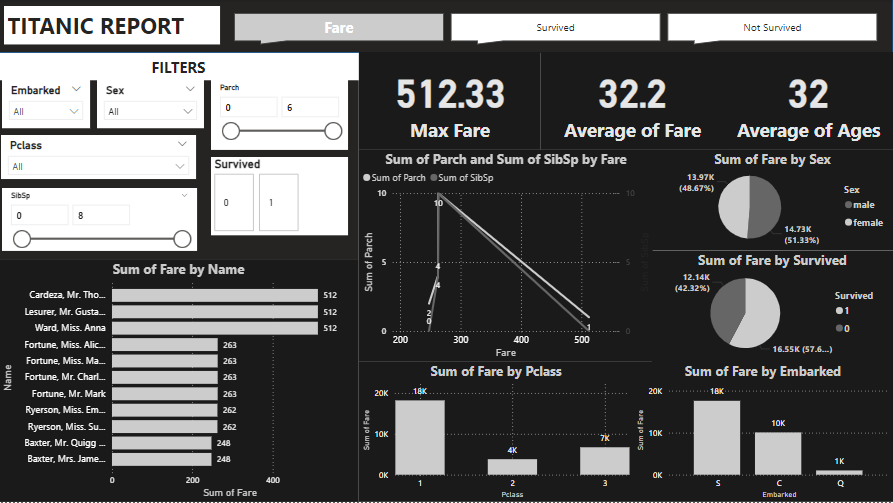 TITANIC REPORT
Fare
Survived
Not Survived
FILTERS
Embarked
All
Sex
All
Parch
0
6
Pclass
All
Survived
0
1
SibSp
0
8
512.33
Max Fare
32.2
Average of Fare
32
Average of Ages
Sum of Parch and Sum of SibSp by Fare
Sum of Parch
Sum of SibSp
10
5
0
Sum of Parch
10
5
0
10
4
4
2
0
1
200
300
400
500
Fare
Sum of Fare by Sex
13.97K
(48.67%)
14.73K
(51.33%)
Sex
male
female
Sum of Fare by Survived
12.14K
(42.32%)
16.55K (57.6...)
Survived
1
0
Sum of Fare by Name
Name
Cardeza, Mr. Tho...
512
Lesurer, Mr. Gusta...
512
Ward, Miss. Anna
512
Fortune, Miss. Alic...
263
Fortune, Miss. Ma...
263
Fortune, Mr. Charl...
263
Fortune, Mr. Mark
263
Ryerson, Miss. Em...
262
Ryerson, Miss. Su...
262
Baxter, Mr. Quigg ...
248
Baxter, Mrs. Jame...
248
0
200
400
Sum of Fare
Sum of Fare by Pclass
Sum of Fare
20K
10K
0K
18K
4K
7K
1
2
3
Pclass
Sum of Fare by Embarked
Sum of Fare
20K
10K
0K
18K
10K
1K
S
C
Q
Embarked